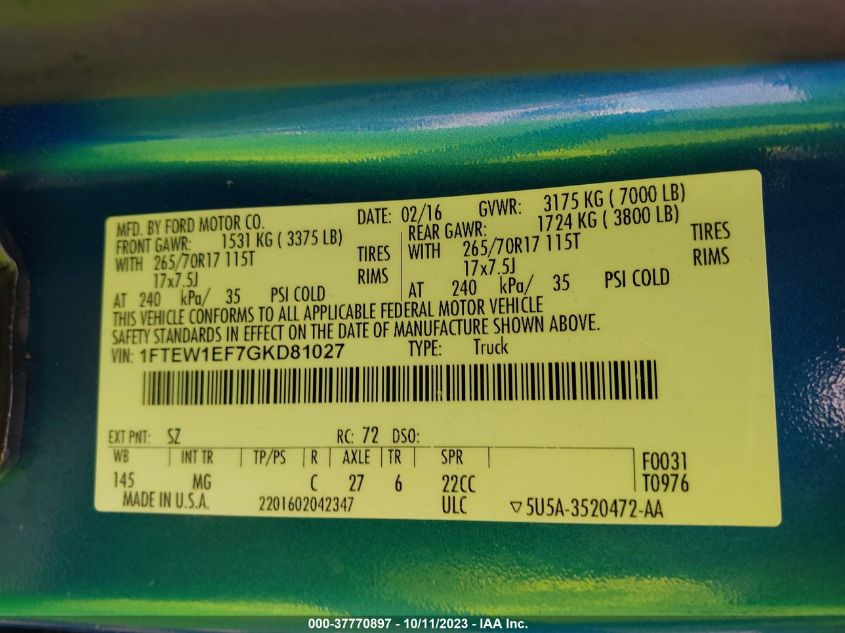 MFD. BY FORD MOTOR CO. DATE: 02/16 GVWR: 3175 KG ( 7000 LB)
FRONT GAWR: 1531 KG ( 3375 LB) REAR GAWR: 1724 KG ( 3800 LB)
WITH 265/70R17 115T TIRES WITH 265/70R17 115T TIRES
17x7.5J RIMS 17x7.5J RIMS
AT 240 kPa/ 35 PSI COLD AT 240 kPa/ 35 PSI COLD
THIS VEHICLE CONFORMS TO ALL APPLICABLE FEDERAL MOTOR VEHICLE
SAFETY STANDARDS IN EFFECT ON THE DATE OF MANUFACTURE SHOWN ABOVE.
VIN: 1FTEW1EF7GKD81027 TYPE: Truck
EXT PNT: SZ RC: 72 DSO:
WB INT TR TP/PS R AXLE TR SPR F0031
145 MG C 27 6 22CC T0976
MADE IN U.S.A. 2201602042347 ULC ▽5U5A-3520472-AA
000-37770897 - 10/11/2023 - IAA Inc.